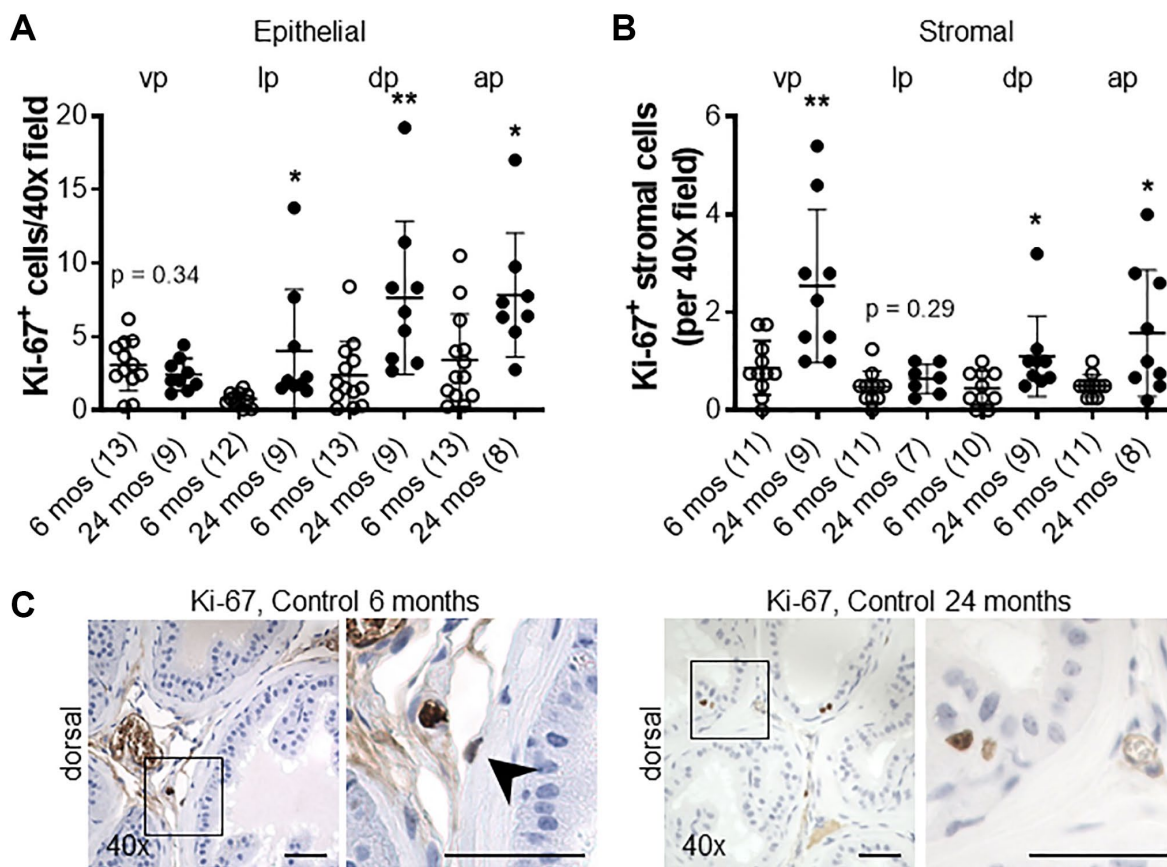 A
Epithelial
vp lp dp ap
Ki-67+ cells/40x field
20
15
10
5
0
p = 0.34
*
**
*
6 mos (13)
24 mos (9)
6 mos (12)
24 mos (9)
6 mos (13)
24 mos (9)
6 mos (13)
24 mos (8)
B
Stromal
vp lp dp ap
Ki-67+ stromal cells
(per 40x field)
6
4
2
0
**
p = 0.29
*
*
6 mos (11)
24 mos (9)
6 mos (11)
24 mos (7)
6 mos (10)
24 mos (9)
6 mos (11)
24 mos (8)
C
Ki-67, Control 6 months
dorsal
40x
Ki-67, Control 24 months
dorsal
40x